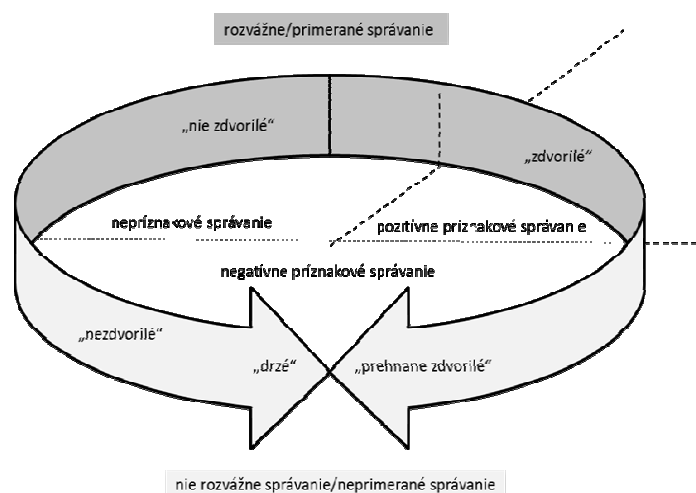 rozvážne/primerané správanie
„nie zdvorilé“
„zdvorilé“
nepríznakové správanie
pozitívne príznakové správanie
negatívne príznakové správanie
„nezdvorilé“
„drzé“
„prehnane zdvorilé“
nie rozvážne správanie/neprimerané správanie